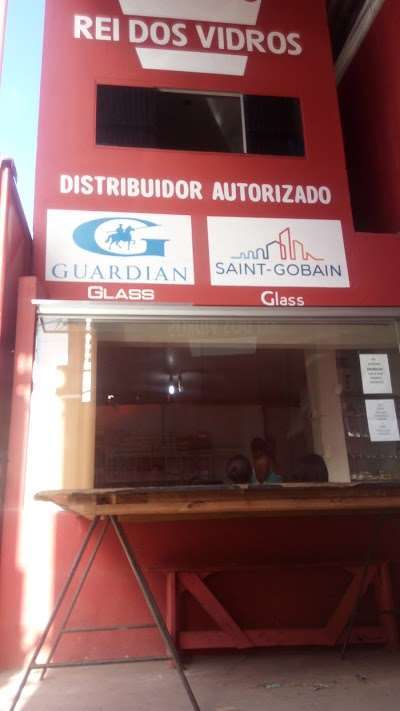 REI DOS VIDROS
DISTRIBUIDOR AUTORIZADO
G
GUARDIAN
GLASS
SAINT-GOBAIN
Glass